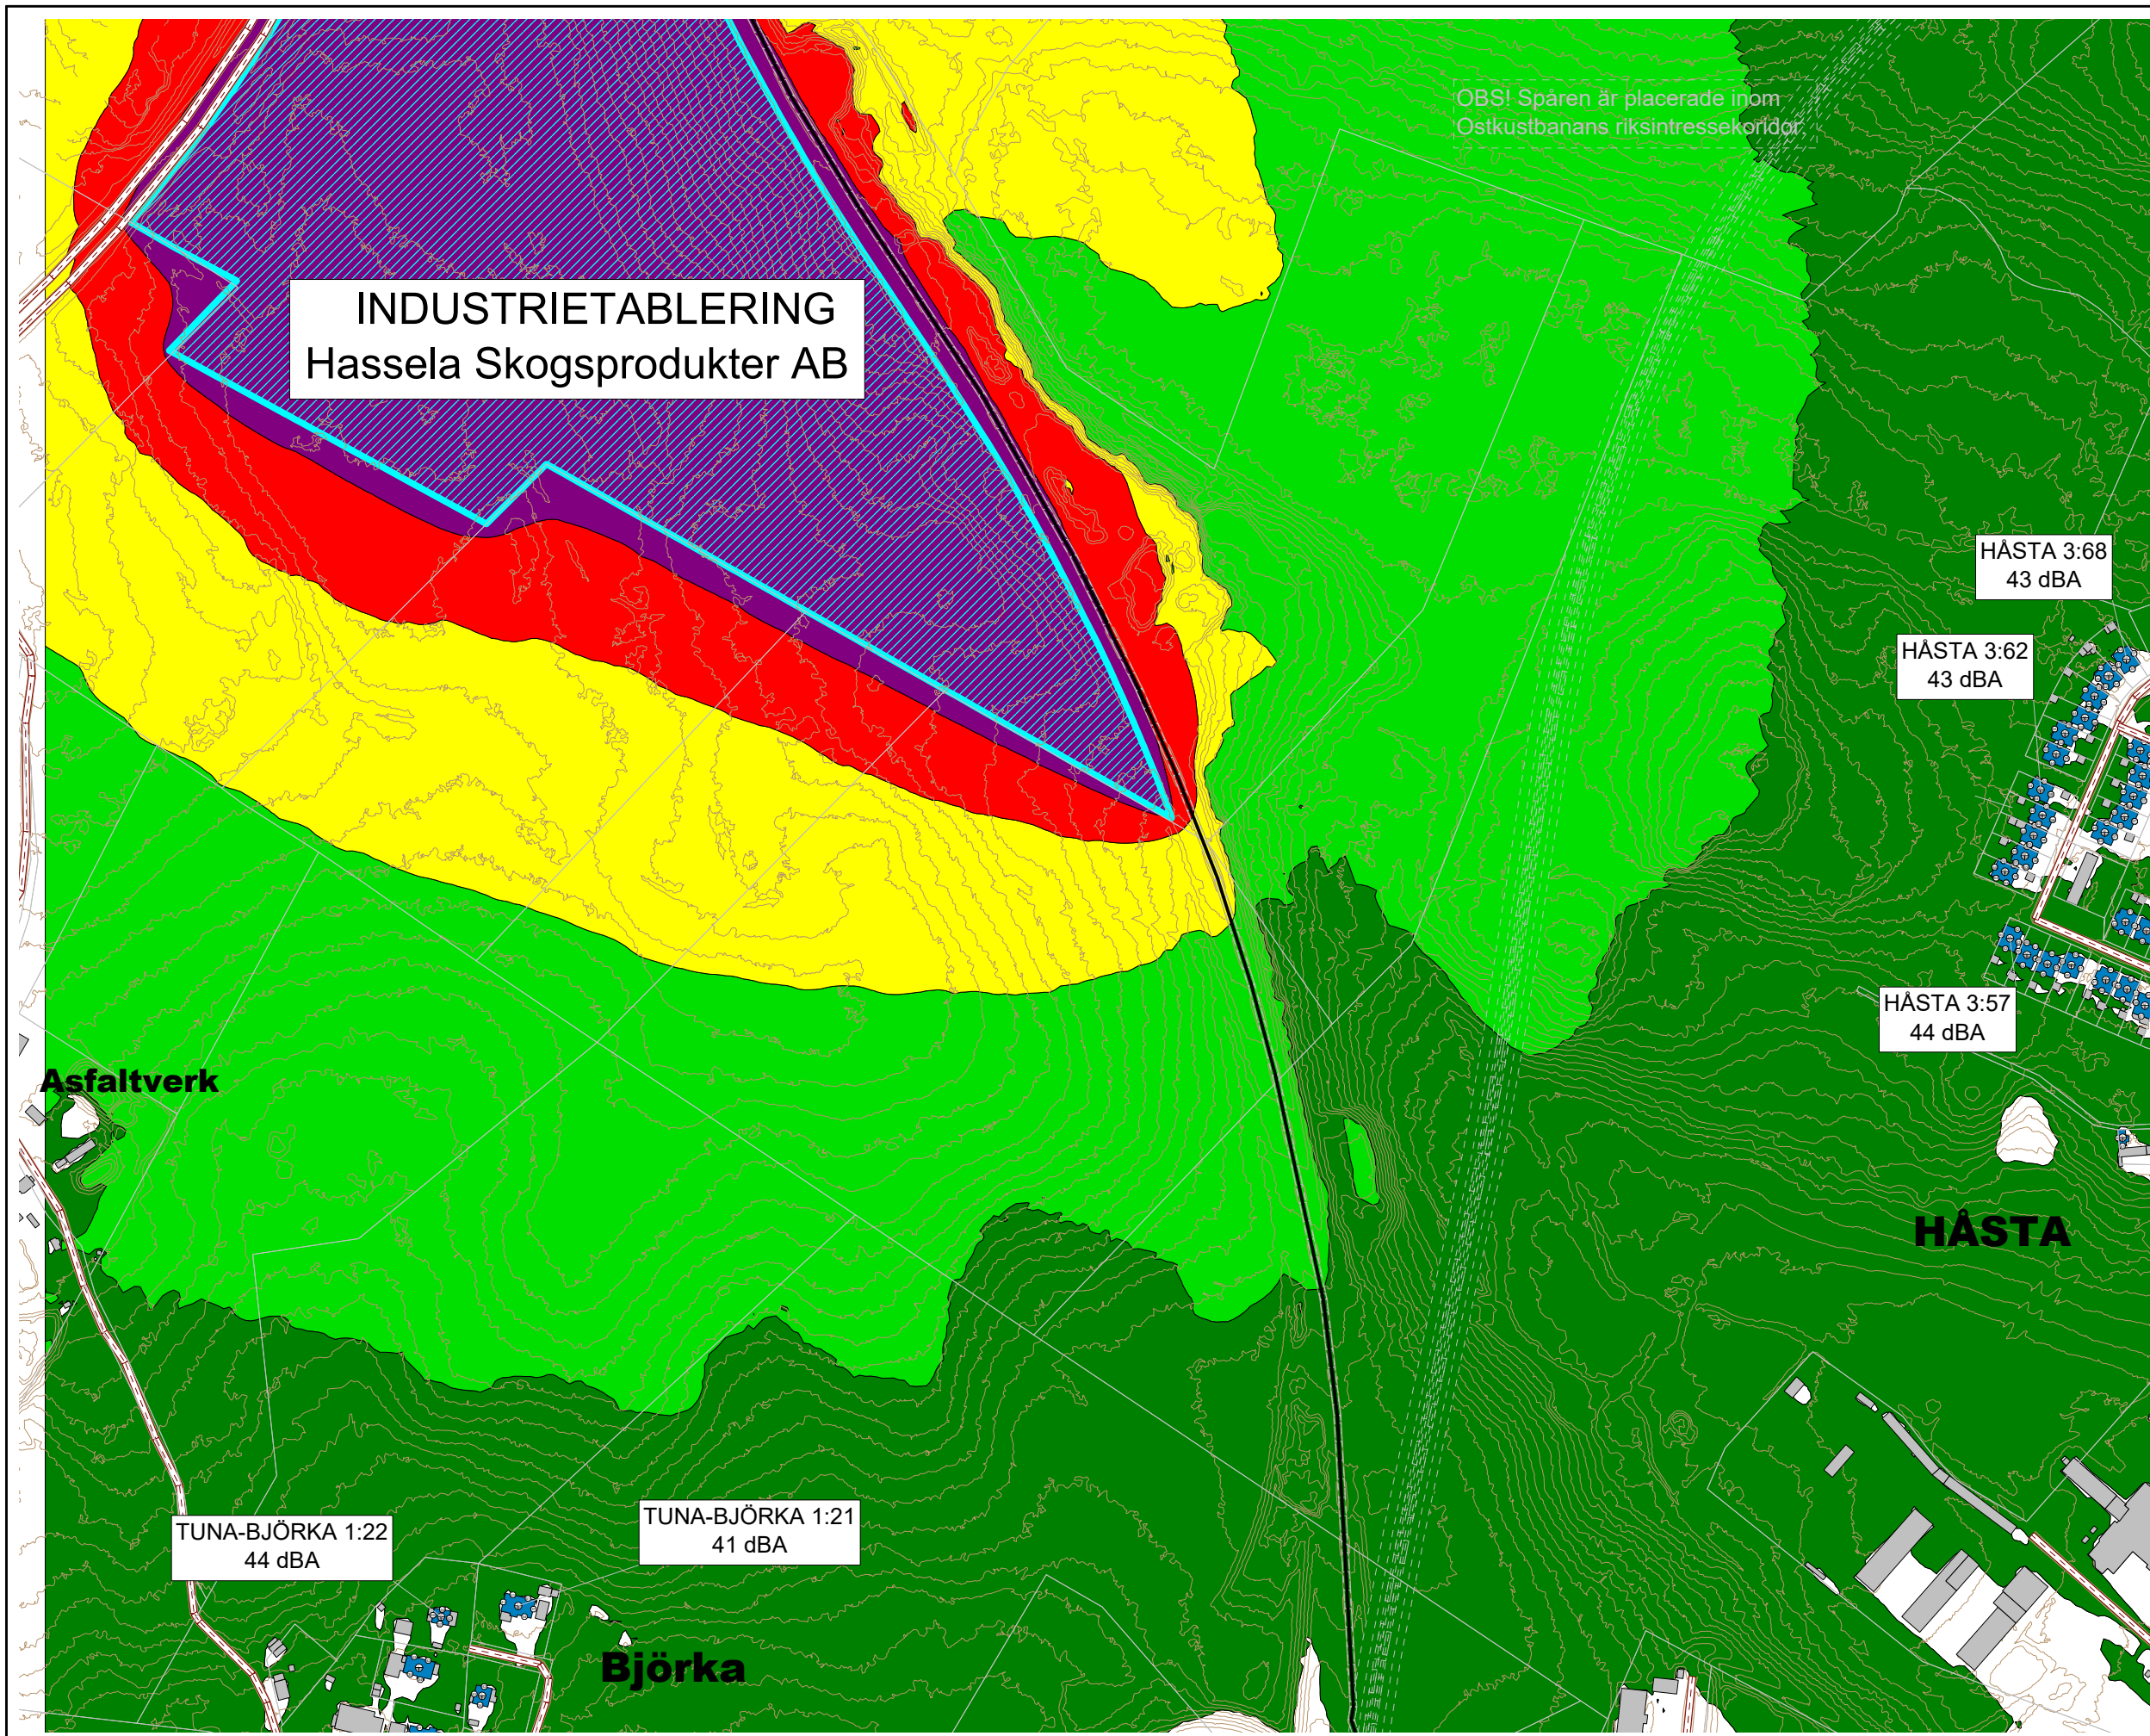 OBS! Spåren är placerade inom
Ostkustbanans riksintressekoridor
INDUSTRIETABLERING
Hassela Skogsprodukter AB
HÅSTA 3:68
43 dBA
HÅSTA 3:62
43 dBA
HÅSTA 3:57
44 dBA
Asfaltverk
HÅSTA
TUNA-BJÖRKA 1:22
44 dBA
TUNA-BJÖRKA 1:21
41 dBA
Björka